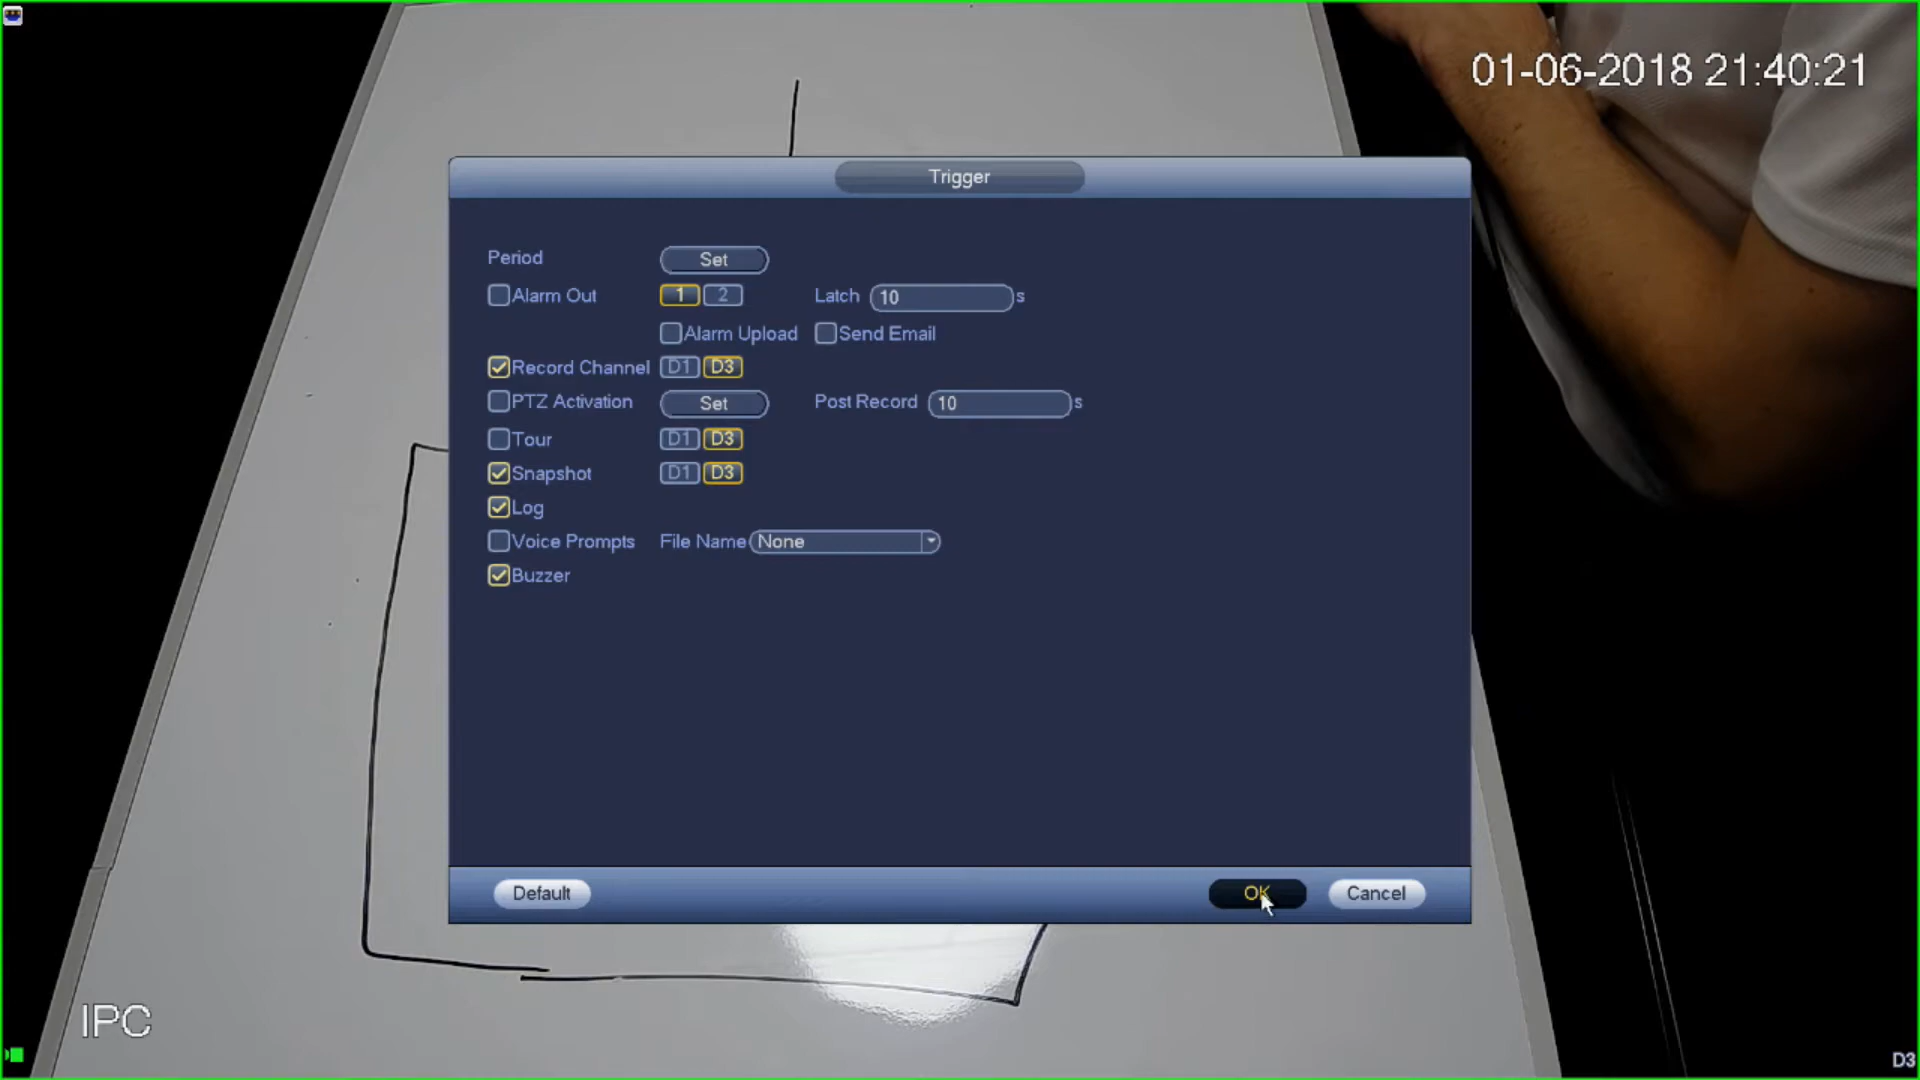 01-06-2018 21:40:21
Trigger
Period Set
Alarm Out 1 2 Latch 10 s
Alarm Upload Send Email
Record Channel D1 D3
PTZ Activation Set Post Record 10 s
Tour D1 D3
Snapshot D1 D3
Log
Voice Prompts File Name None
Buzzer
Default OK Cancel
IPC
D3